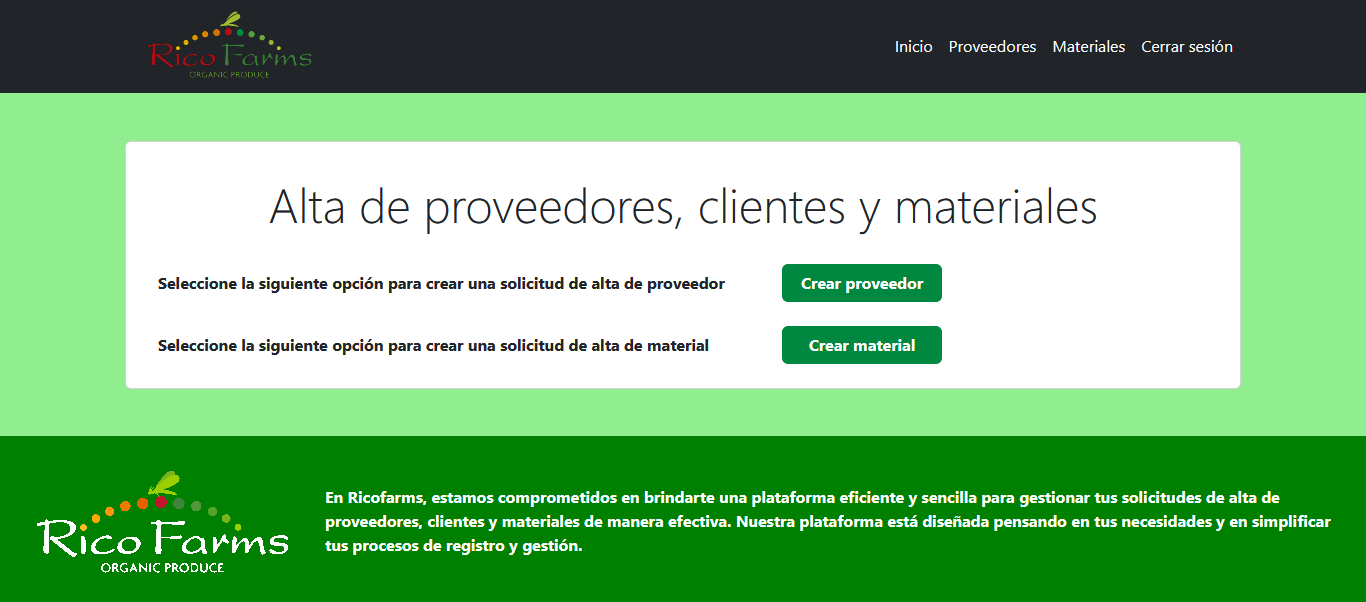 Rico Farms
ORGANIC PRODUCE
Inicio Proveedores Materiales Cerrar sesión
Alta de proveedores, clientes y materiales
Seleccione la siguiente opción para crear una solicitud de alta de proveedor Crear proveedor
Seleccione la siguiente opción para crear una solicitud de alta de material Crear material
Rico Farms
ORGANIC PRODUCE
En Ricofarms, estamos comprometidos en brindarte una plataforma eficiente y sencilla para gestionar tus solicitudes de alta de
proveedores, clientes y materiales de manera efectiva. Nuestra plataforma está diseñada pensando en tus necesidades y en simplificar
tus procesos de registro y gestión.